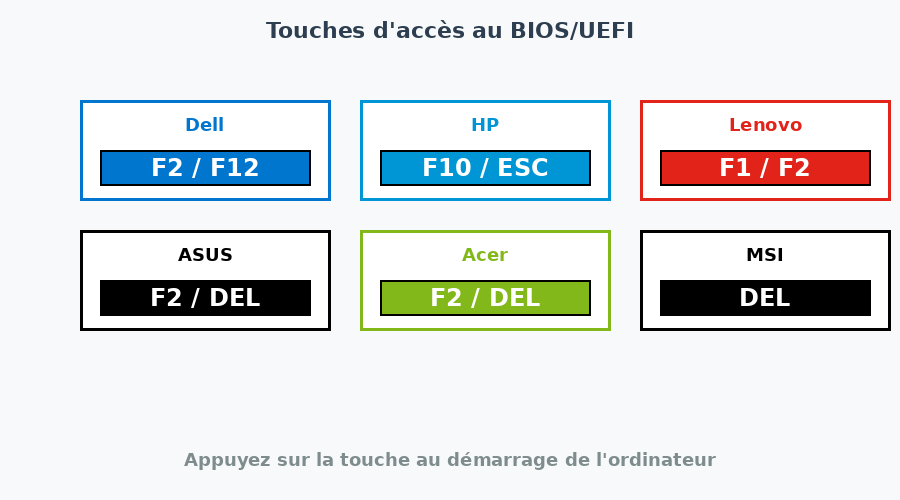 Touches d'accès au BIOS/UEFI
Dell
F2 / F12
HP
F10 / ESC
Lenovo
F1 / F2
ASUS
F2 / DEL
Acer
F2 / DEL
MSI
DEL
Appuyez sur la touche au démarrage de l'ordinateur